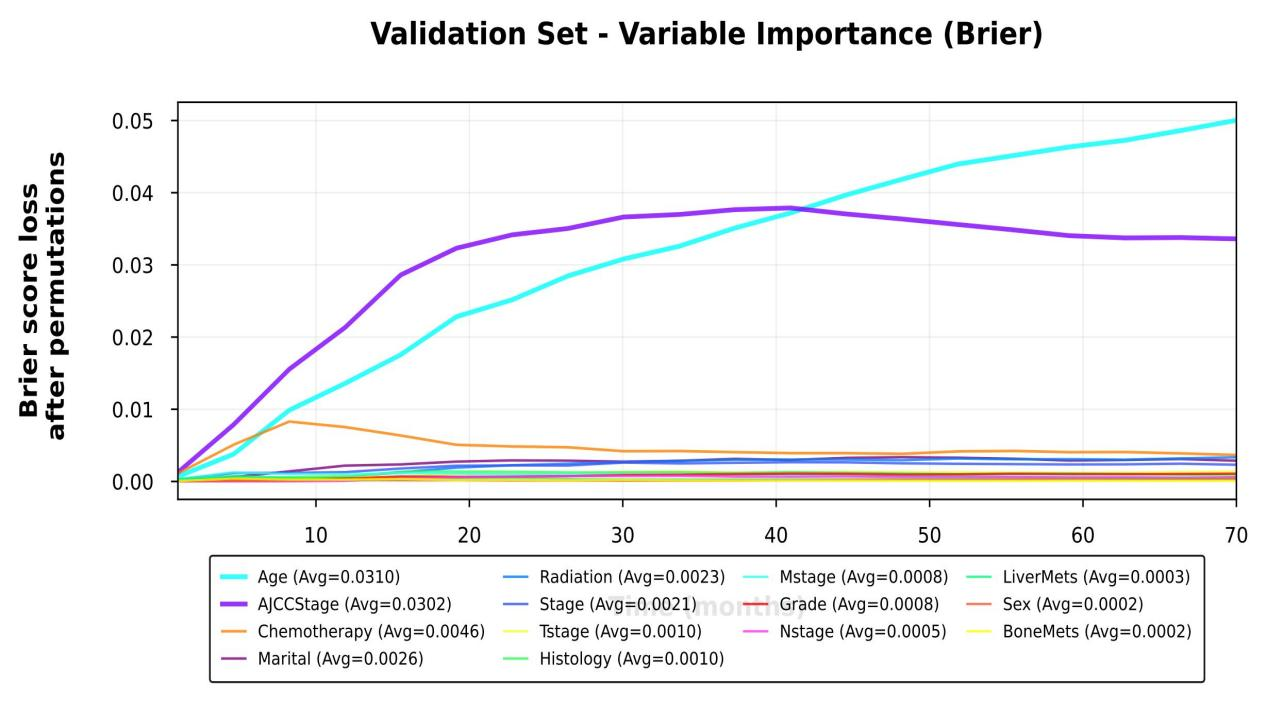 Validation Set - Variable Importance (Brier)
Brier score loss
after permutations
0.05
0.04
0.03
0.02
0.01
0.00
10 20 30 40 50 60 70
Time (months)
Age (Avg=0.0310) Radiation (Avg=0.0023) Mstage (Avg=0.0008) LiverMets (Avg=0.0003)
AJCCStage (Avg=0.0302) Stage (Avg=0.0021) Grade (Avg=0.0008) Sex (Avg=0.0002)
Chemotherapy (Avg=0.0046) Tstage (Avg=0.0010) Nstage (Avg=0.0005) BoneMets (Avg=0.0002)
Marital (Avg=0.0026) Histology (Avg=0.0010)